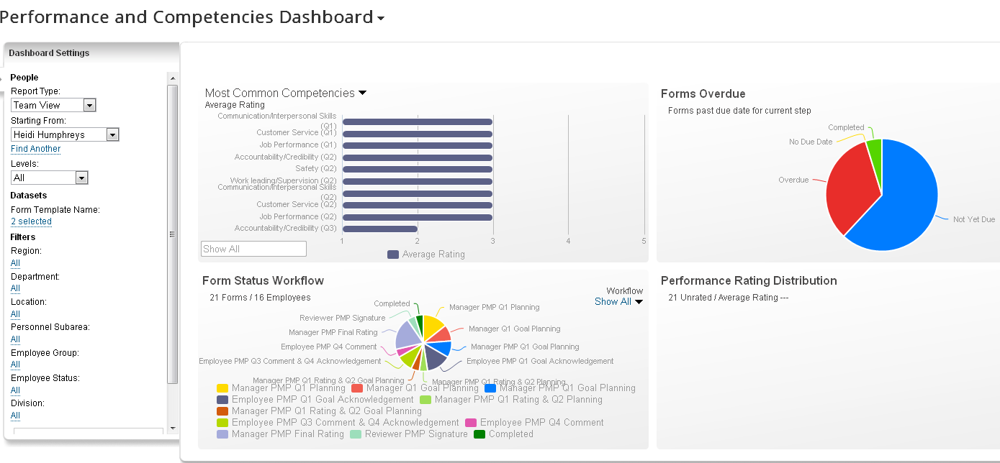 Performance and Competencies Dashboard
Dashboard Settings
People
Report Type:
Team View
Starting From:
Heidi Humphreys
Find Another
Levels:
All
Datasets
Form Template Name:
2 selected
Filters
Region:
All
Department:
All
Location:
All
Personnel Subarea:
All
Employee Group:
All
Employee Status:
All
Division:
All
Most Common Competencies
Average Rating
Communication/Interpersonal Skills
(Q1)
Customer Service (Q1)
Job Performance (Q1)
Accountability/Credibility (Q2)
Safety (Q2)
Work leading/Supervision (Q2)
Communication/Interpersonal Skills
(Q2)
Customer Service (Q2)
Job Performance (Q2)
Accountability/Credibility (Q3)
1 2 3 4 5
Show All
Average Rating
Forms Overdue
Forms past due date for current step
Completed
No Due Date
Overdue
Not Yet Due
Form Status Workflow
21 Forms / 16 Employees
Workflow
Show All
Completed
Manager PMP Q1 Planning
Reviewer PMP Signature
Manager Q1 Goal Planning
Manager PMP Final Rating
Employee PMP Q4 Comment
Manager PMP Q1 Goal Planning
Employee PMP Q3 Comment & Q4 Acknowledgement
Employee PMP Q1 Goal Acknowledgement
Manager PMP Q1 Rating & Q2 Goal Planning
Manager PMP Q1 Rating & Q2 Planning
Manager PMP Q1 Planning Manager Q1 Goal Planning Manager PMP Q1 Goal Planning
Employee PMP Q1 Goal Acknowledgement Manager PMP Q1 Rating & Q2 Planning
Manager PMP Q1 Rating & Q2 Goal Planning
Employee PMP Q3 Comment & Q4 Acknowledgement Employee PMP Q4 Comment
Manager PMP Final Rating Reviewer PMP Signature Completed
Performance Rating Distribution
21 Unrated / Average Rating ---